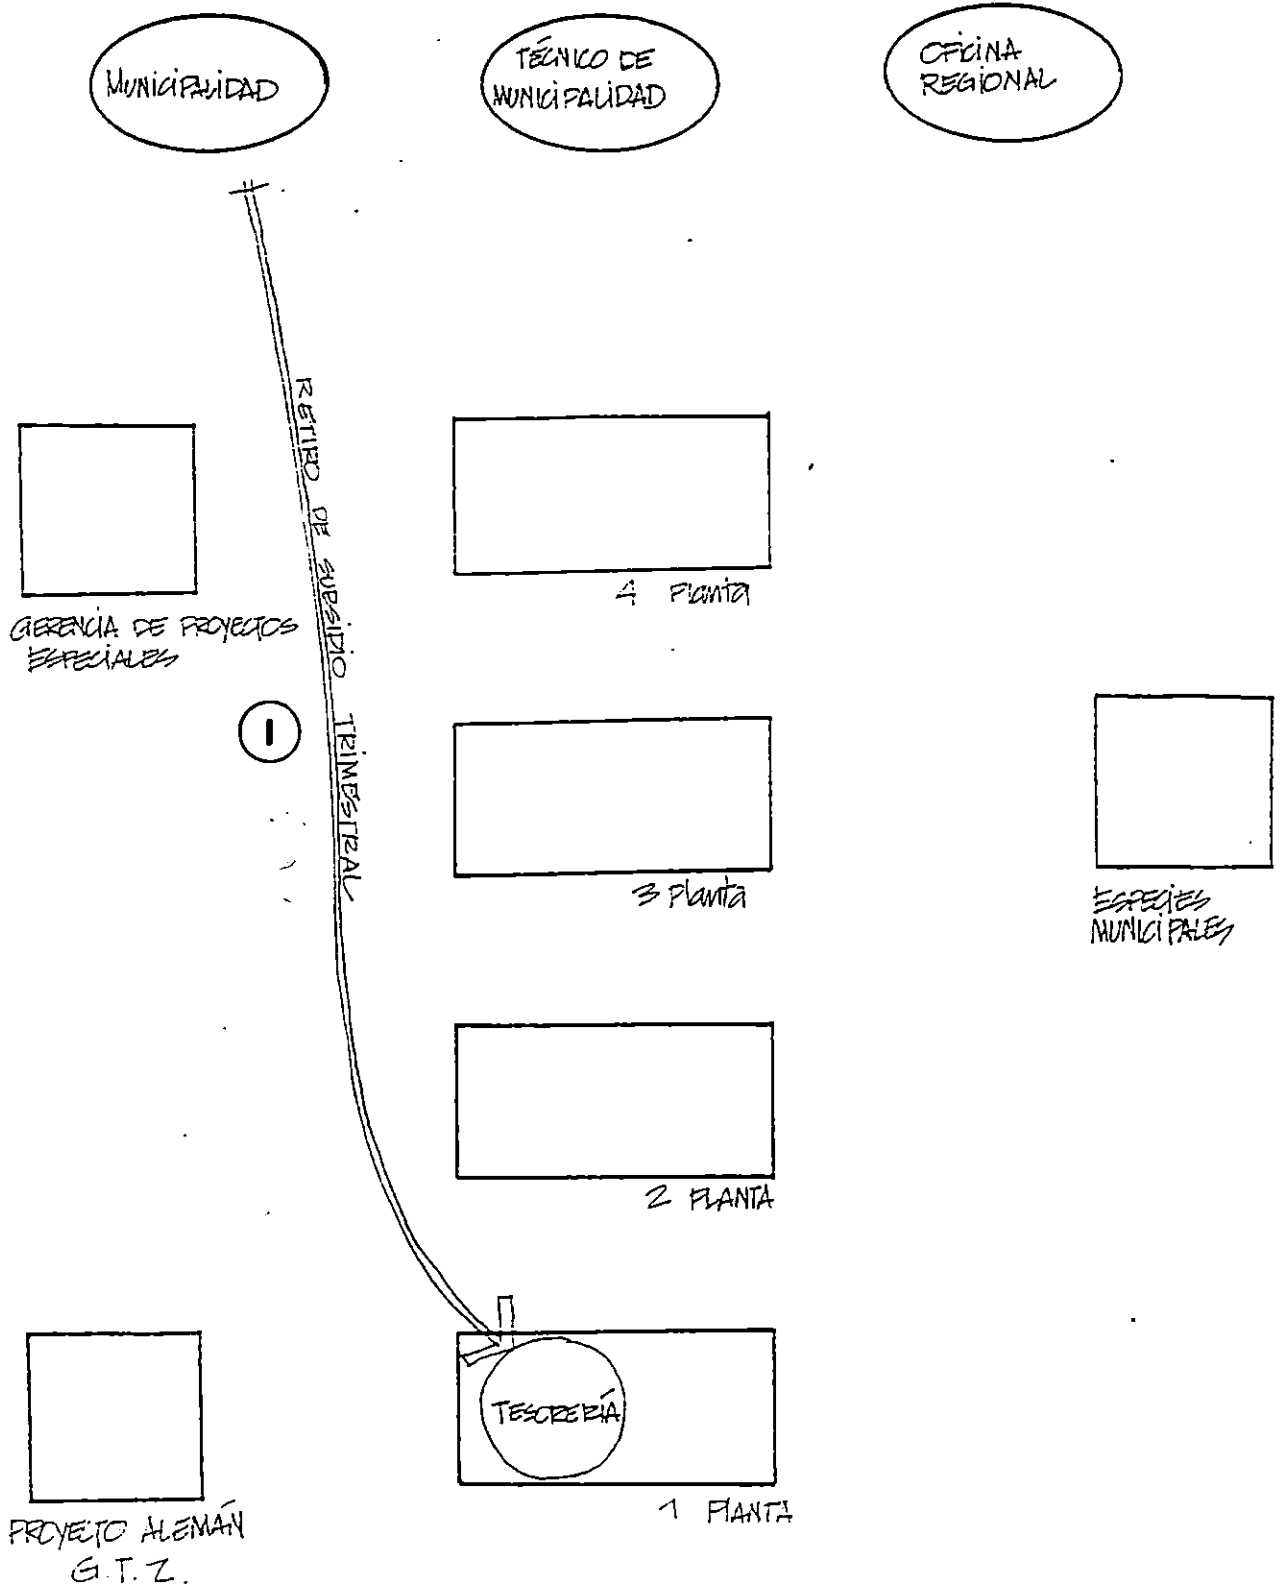 MUNICIPALIDAD
TÉCNICO DE
MUNICIPALIDAD
OFICINA
REGIONAL
RETIRO DE SUBSIDIO TRIMESTRAL
4 Planta
GERENCIA DE PROYECTOS
ESPECIALES
1
3 Planta
ESPECIES
MUNICIPALES
2 PLANTA
TESORERÍA
1 PLANTA
PROYECTO ALEMÁN
G.T.Z.